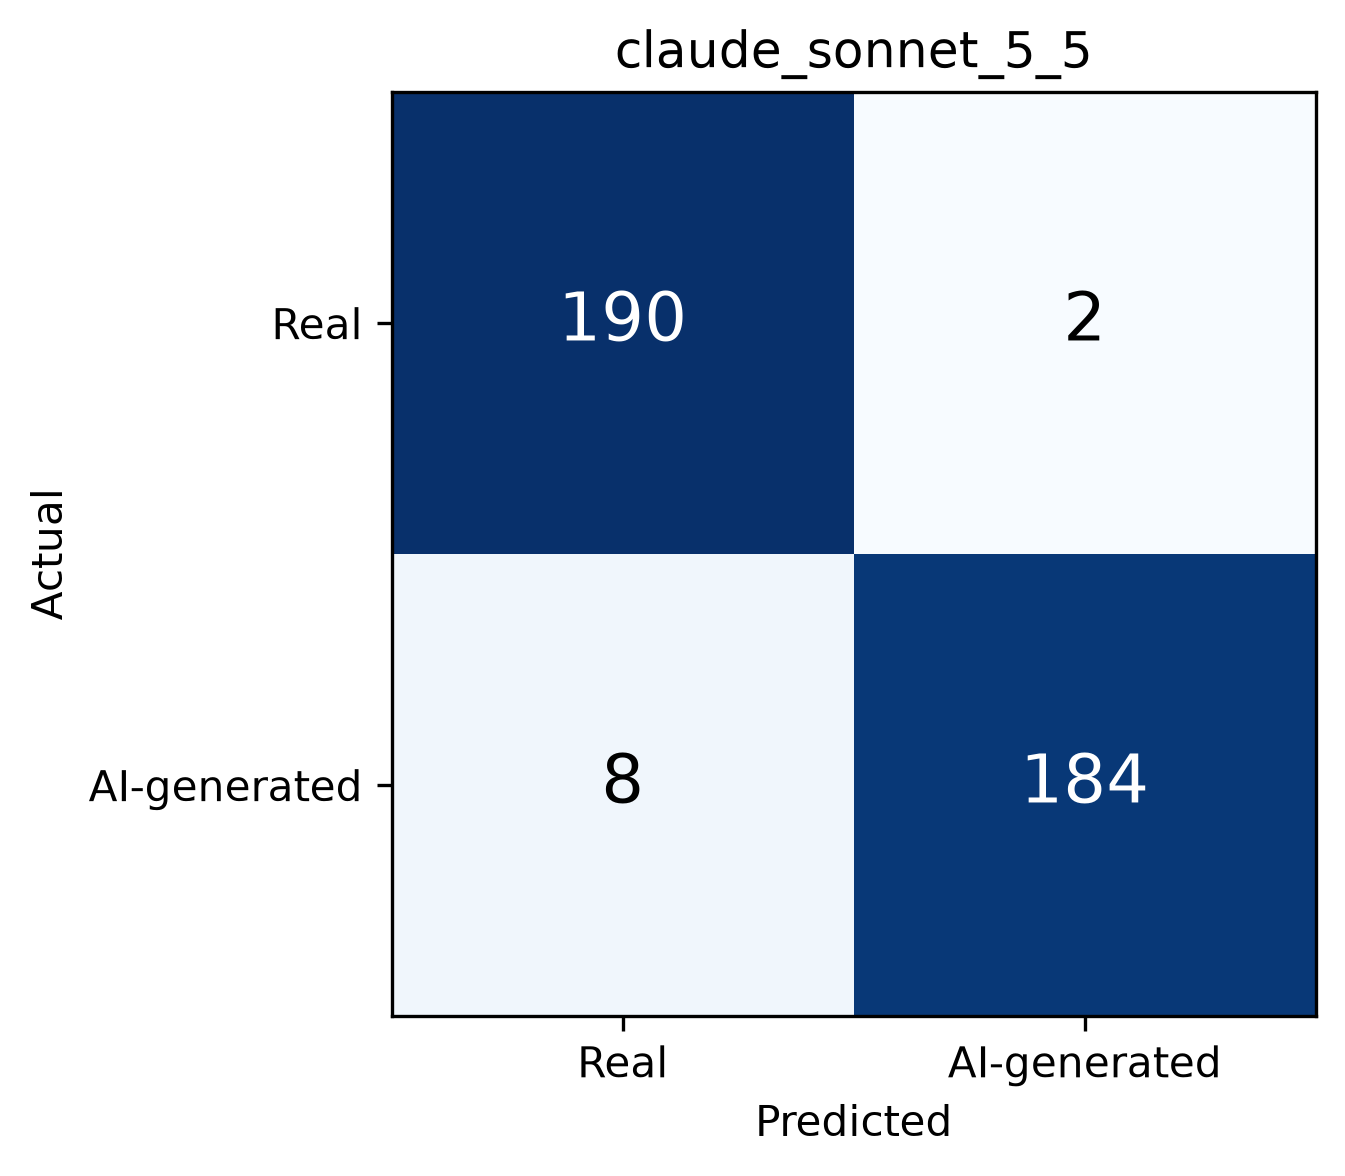 claude_sonnet_5_5
Real
190
2
Actual
AI-generated
8
184
Real
AI-generated
Predicted